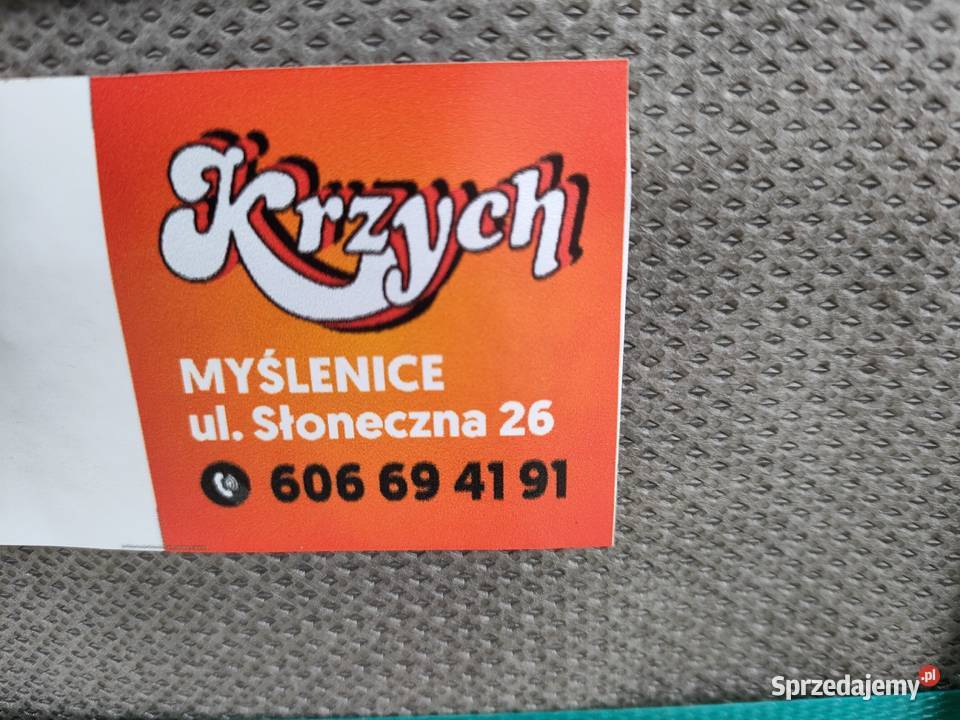 Krzych
MYŚLENICE
ul. Słoneczna 26
606 69 41 91
Sprzedajemy.pl